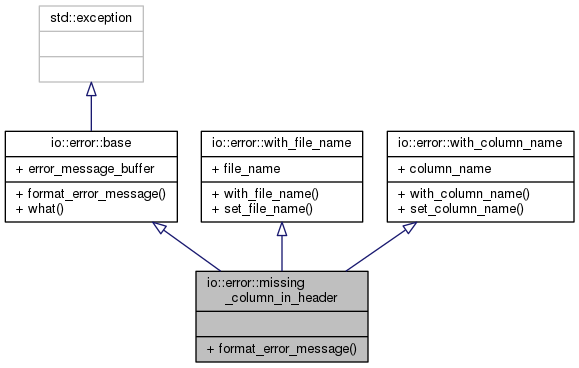 std::exception
io::error::base
+ error_message_buffer
+ format_error_message()
+ what()
io::error::with_file_name
+ file_name
+ with_file_name()
+ set_file_name()
io::error::with_column_name
+ column_name
+ with_column_name()
+ set_column_name()
io::error::missing
_column_in_header
+ format_error_message()